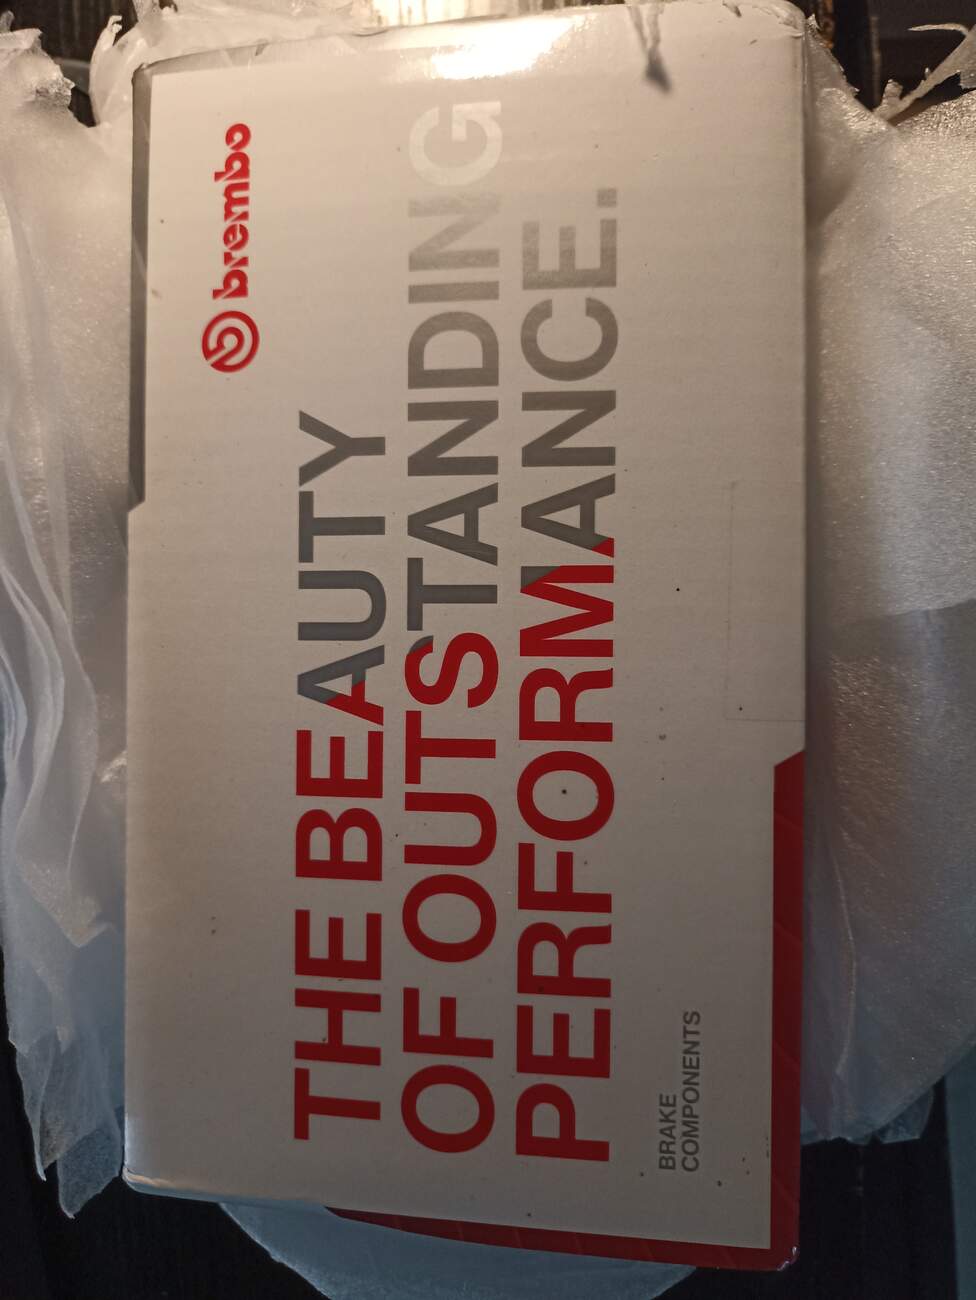 brembo
THE BEAUTY
OF OUTSTANDING
PERFORMANCE.
BRAKE
COMPONENTS